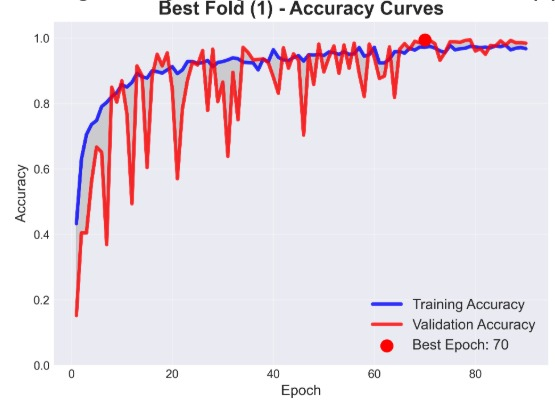 Best Fold (1) - Accuracy Curves
1.0
0.8
0.6
0.4
0.2
0.0
Accuracy
0
20
40
60
80
Epoch
Training Accuracy
Validation Accuracy
Best Epoch: 70